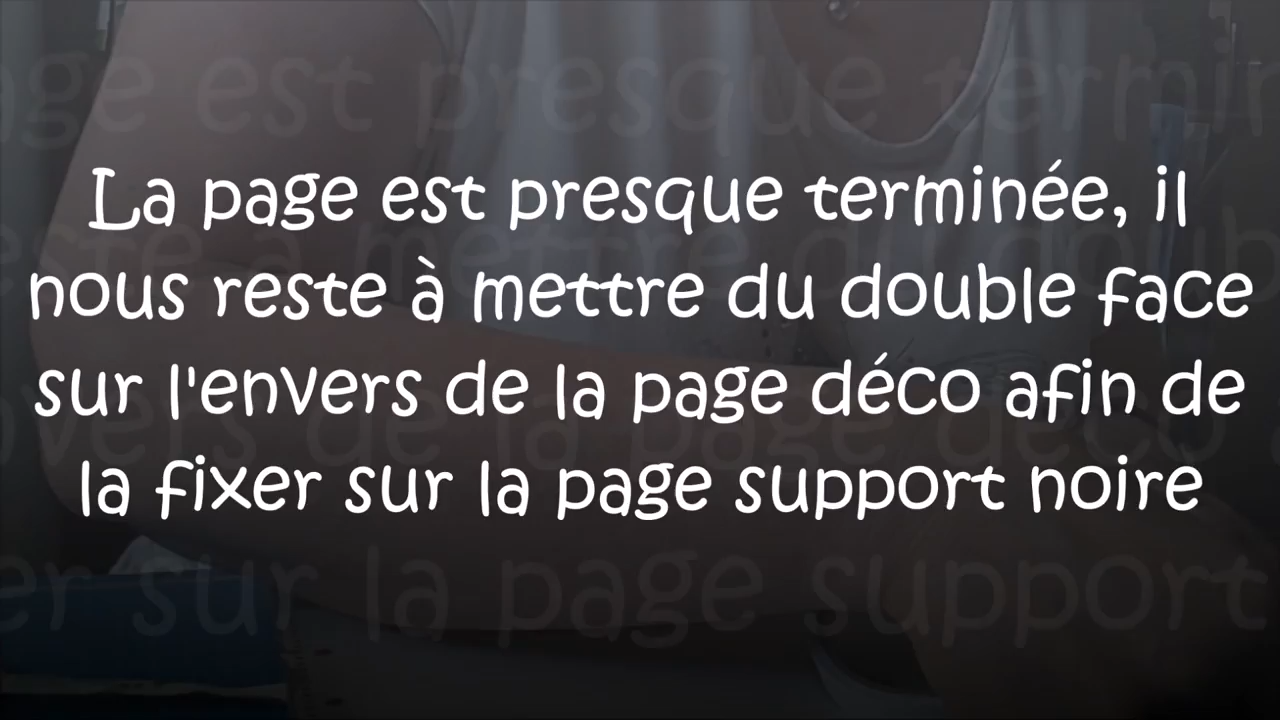 La page est presque terminée, il
nous reste à mettre du double face
sur l'envers de la page déco afin de
la fixer sur la page support noire